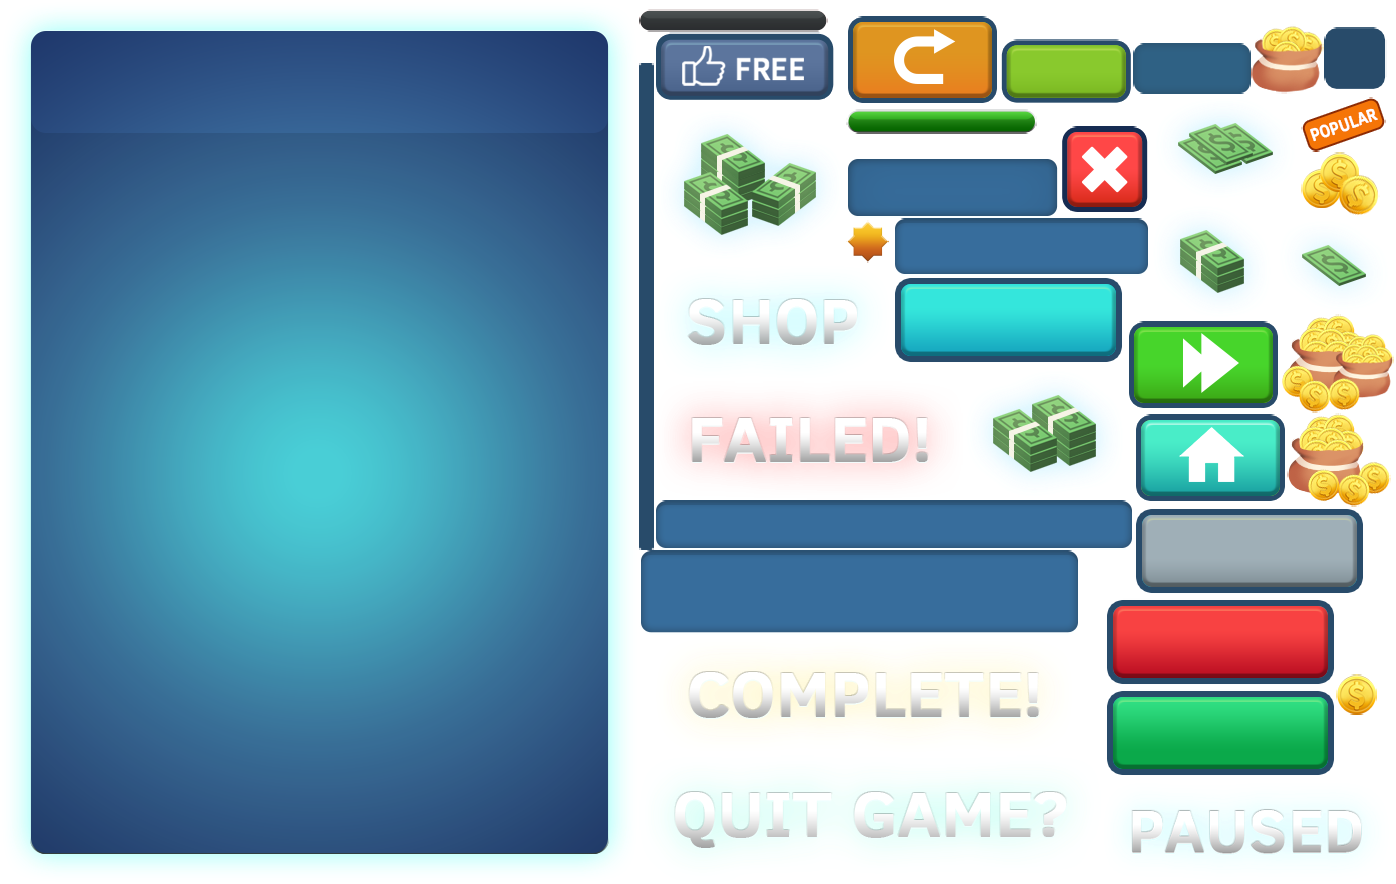 FREE
POPULAR
SHOP
FAILED!
COMPLETE!
QUIT GAME?
PAUSED